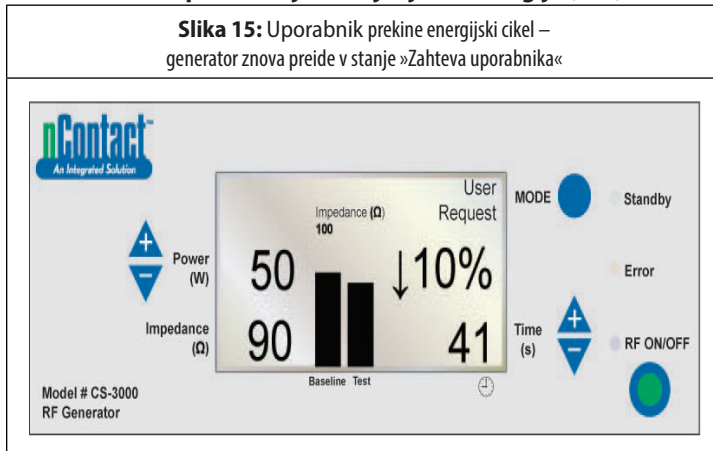 Slika 15: Uporabnik prekine energijski cikel –
generator znova preide v stanje »Zahteva uporabnika«
nContact™
An Integrated Solution
User
Request
Impedance (Ω)
100
MODE
Standby
Power
(W)
50
↓10%
Error
Impedance
(Ω)
90
41
Time
(s)
RF ON/OFF
Baseline Test
Model # CS-3000
RF Generator